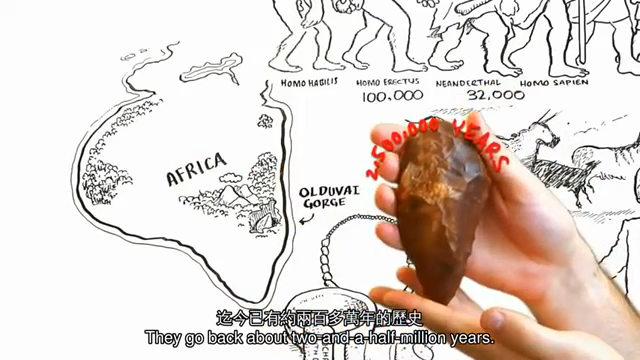 HOMO HABILIS
HOMO ERECTUS
NEANDERTHAL
HOMO SAPIEN
100,000
32,000
2,500,000 YEARS
AFRICA
OLDUVAI
GORGE
迄今已有約兩百多萬年的歷史
They go back about two-and-a-half-million years.